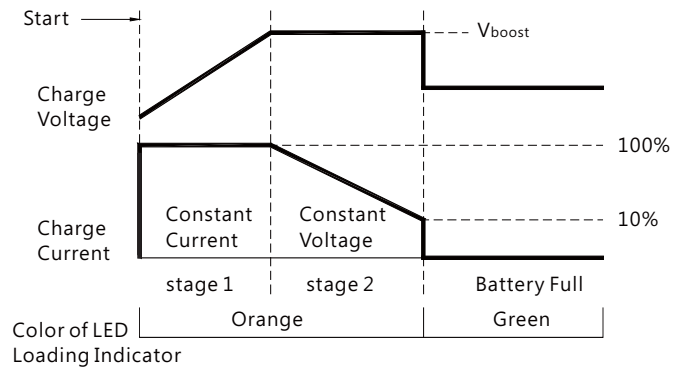 Start
Vboost
Charge
Voltage
100%
Constant
Current
Constant
Voltage
10%
Charge
Current
stage 1
stage 2
Battery Full
Orange
Green
Color of LED
Loading Indicator